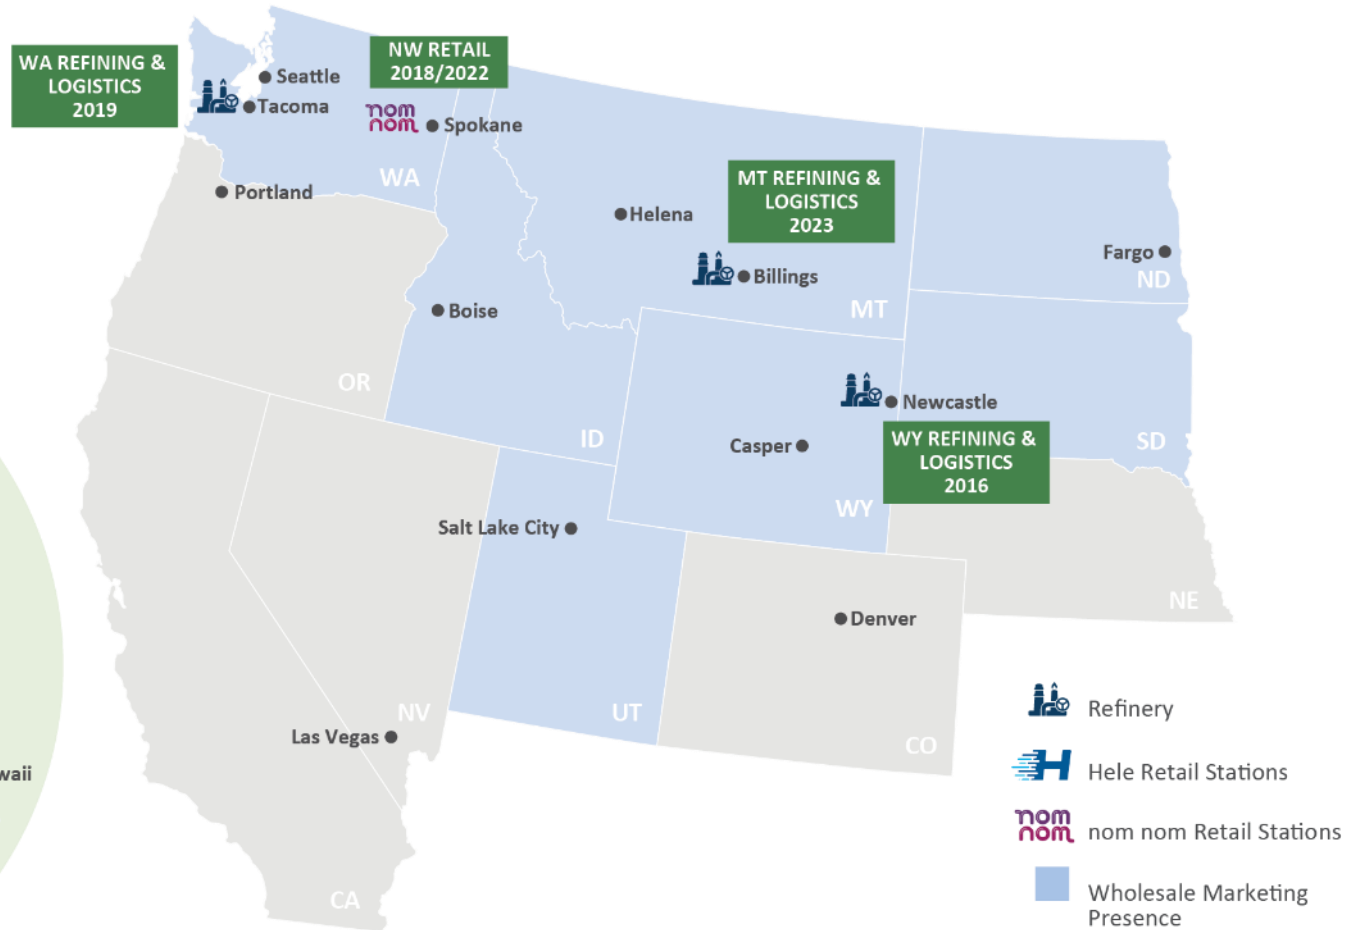 WA REFINING &
LOGISTICS
2019
NW RETAIL
2018/2022
Seattle
Tacoma
nom
nom
Spokane
WA
Portland
MT REFINING &
LOGISTICS
2023
Helena
Billings
MT
Fargo
ND
Boise
OR
ID
Newcastle
Casper
WY REFINING &
LOGISTICS
2016
SD
WY
Salt Lake City
NE
Denver
NV
UT
Las Vegas
CO
waii
CA
Refinery
H
Hele Retail Stations
nom
nom
nom nom Retail Stations
Wholesale Marketing
Presence